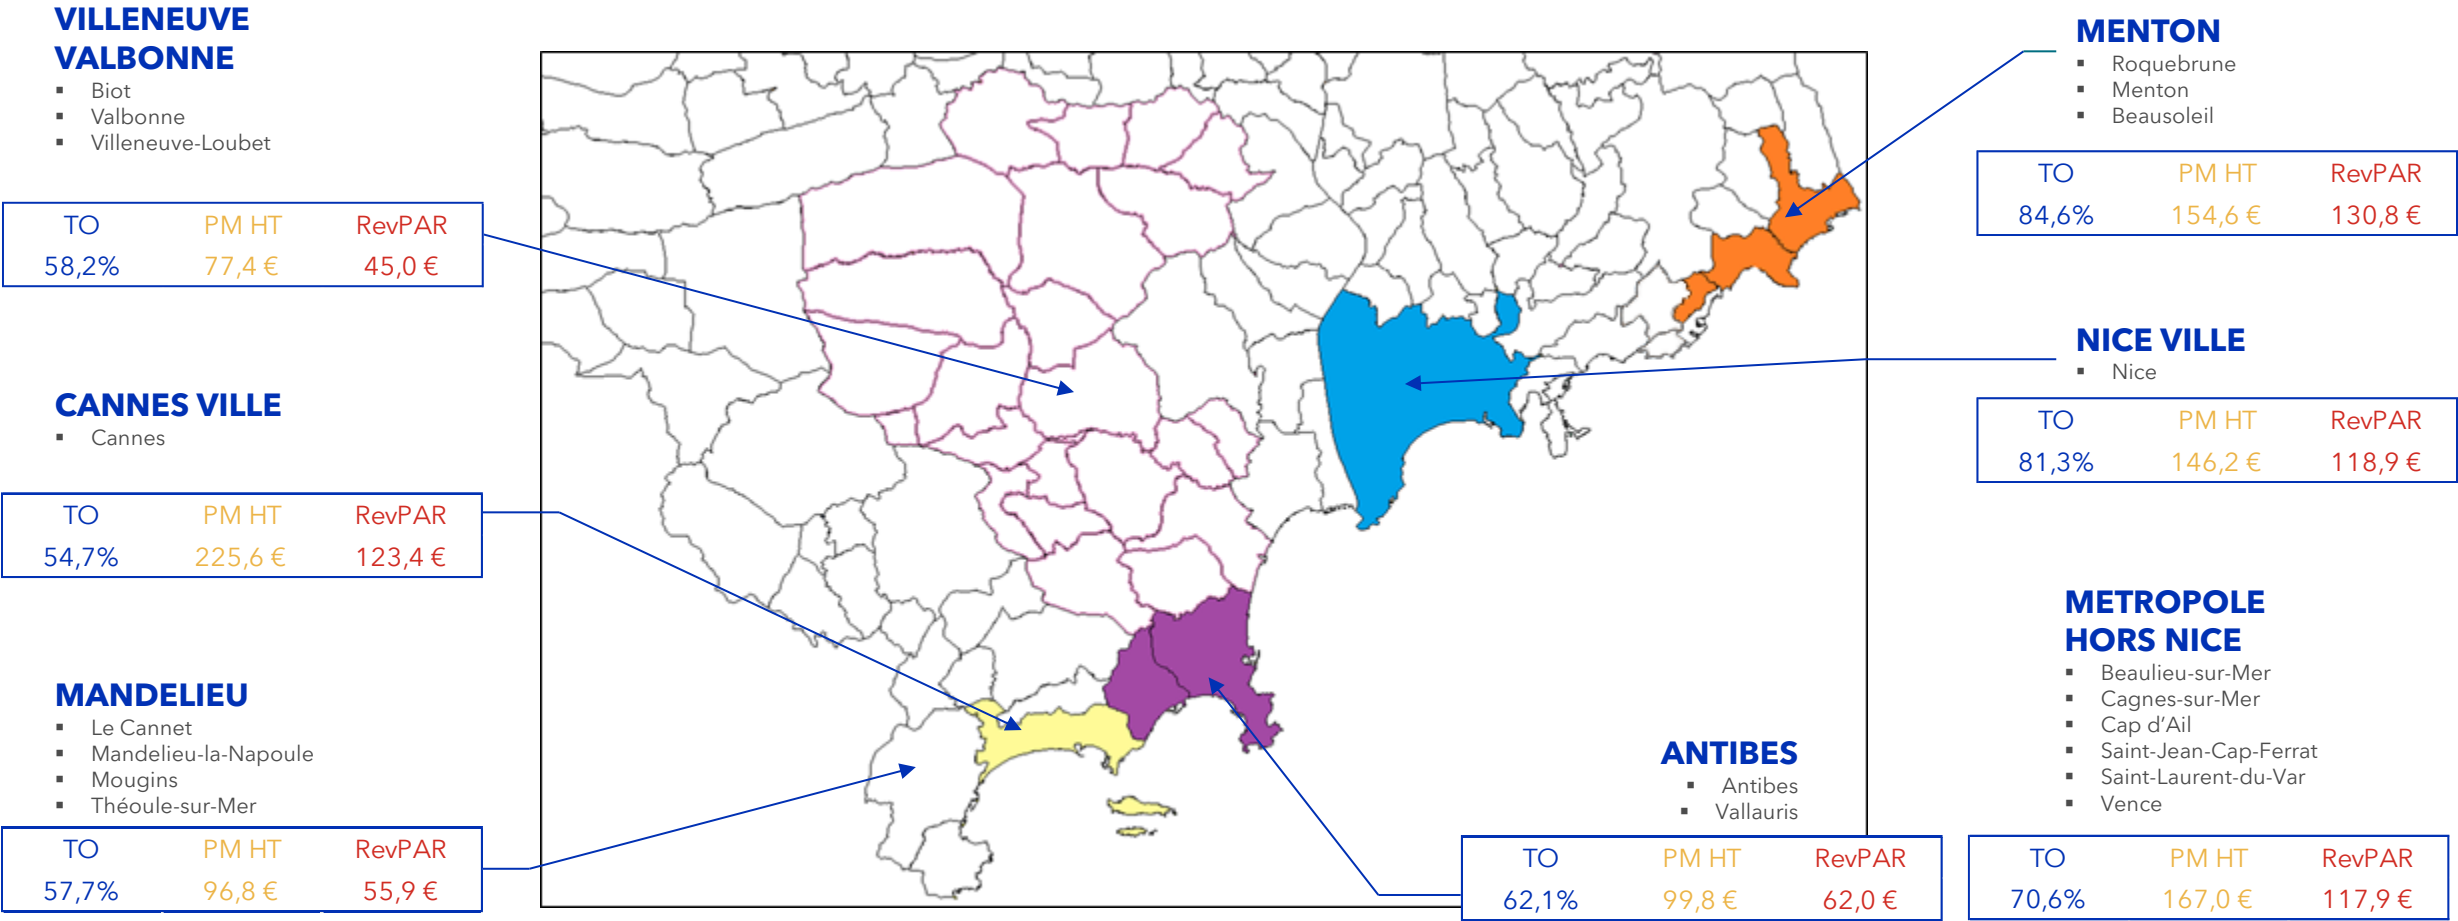 VILLENEUVE
VALBONNE
▪ Biot
▪ Valbonne
▪ Villeneuve-Loubet
TO PM HT RevPAR
58,2% 77,4 € 45,0 €
CANNES VILLE
▪ Cannes
TO PM HT RevPAR
54,7% 225,6 € 123,4 €
MANDELIEU
▪ Le Cannet
▪ Mandelieu-la-Napoule
▪ Mougins
▪ Théoule-sur-Mer
TO PM HT RevPAR
57,7% 96,8 € 55,9 €
MENTON
▪ Roquebrune
▪ Menton
▪ Beausoleil
TO PM HT RevPAR
84,6% 154,6 € 130,8 €
NICE VILLE
▪ Nice
TO PM HT RevPAR
81,3% 146,2 € 118,9 €
ANTIBES
▪ Antibes
▪ Vallauris
TO PM HT RevPAR
62,1% 99,8 € 62,0 €
METROPOLE
HORS NICE
▪ Beaulieu-sur-Mer
▪ Cagnes-sur-Mer
▪ Cap d'Ail
▪ Saint-Jean-Cap-Ferrat
▪ Saint-Laurent-du-Var
▪ Vence
TO PM HT RevPAR
70,6% 167,0 € 117,9 €